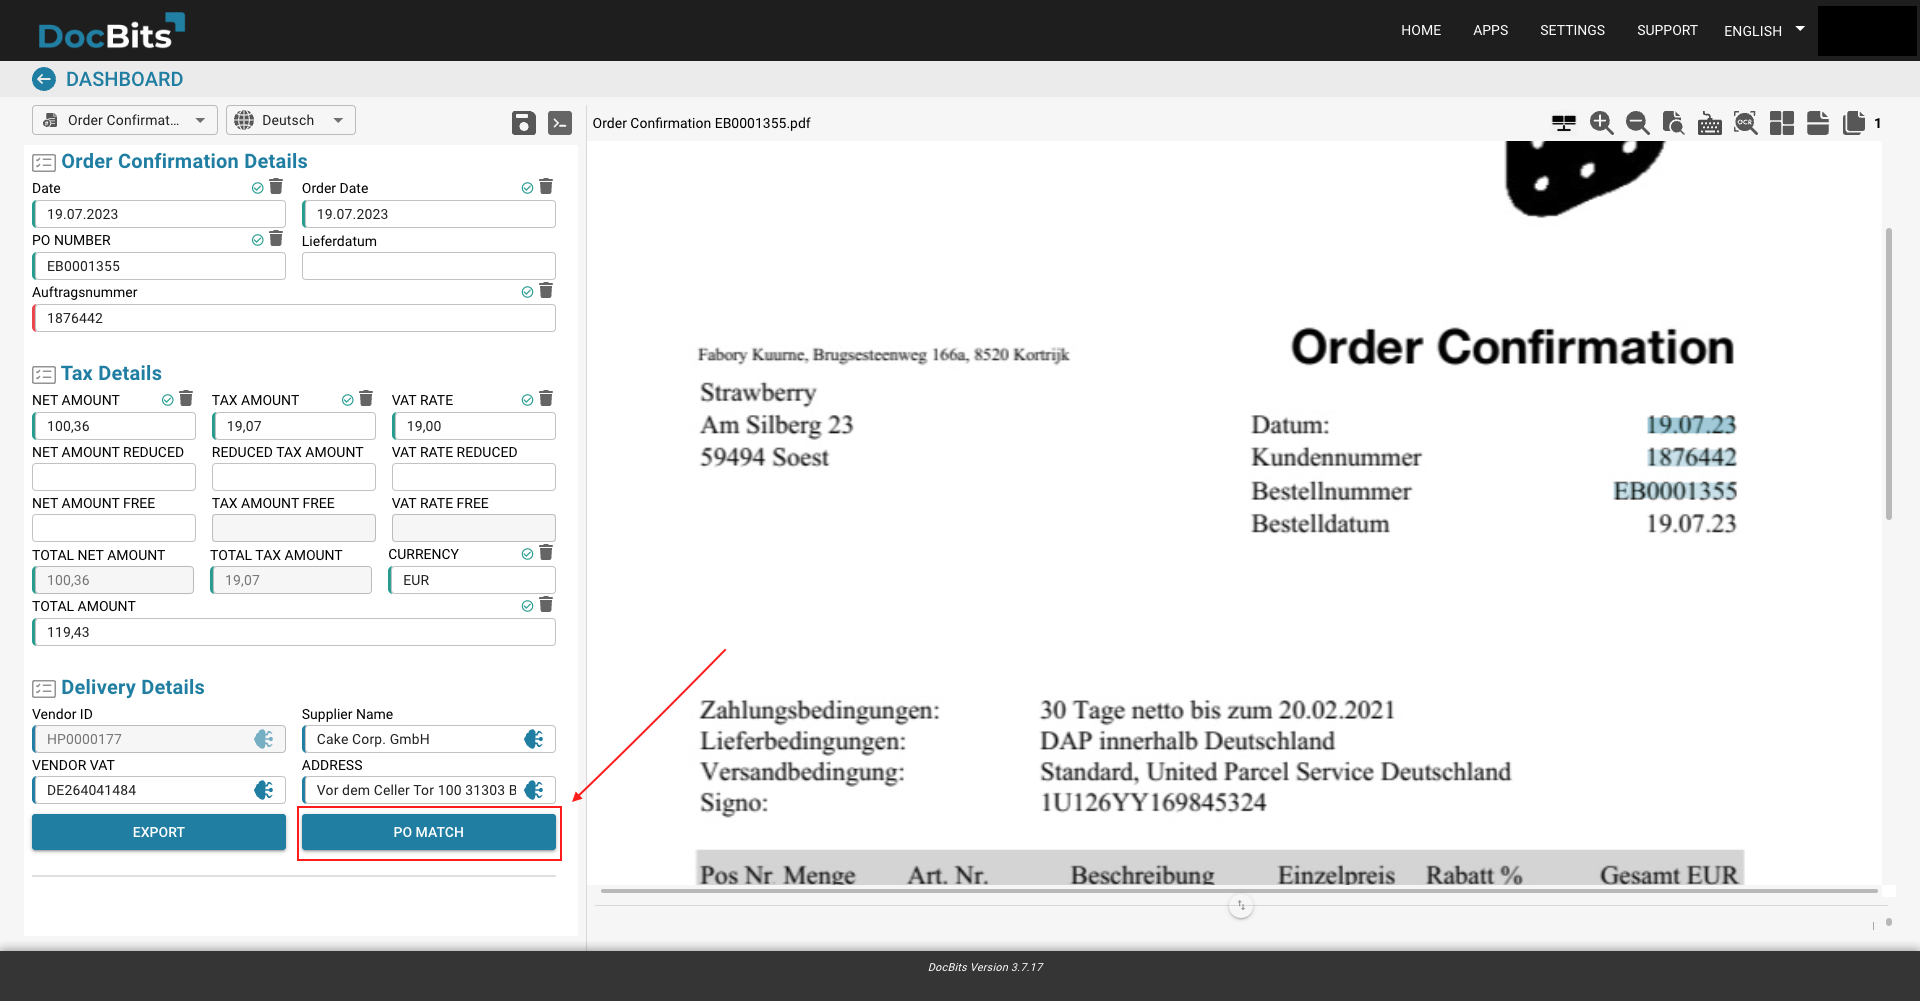 DocBits
HOME APPS SETTINGS SUPPORT ENGLISH
DASHBOARD
Order Confirmat... Deutsch
Order Confirmation EB0001355.pdf
OCR
1
Order Confirmation Details
Date Order Date
19.07.2023 19.07.2023
PO NUMBER Lieferdatum
EB0001355
Auftragsnummer
1876442
Tax Details
NET AMOUNT TAX AMOUNT VAT RATE
100,36 19,07 19,00
NET AMOUNT REDUCED REDUCED TAX AMOUNT VAT RATE REDUCED
NET AMOUNT FREE TAX AMOUNT FREE VAT RATE FREE
TOTAL NET AMOUNT TOTAL TAX AMOUNT CURRENCY
100,36 19,07 EUR
TOTAL AMOUNT
119,43
Delivery Details
Vendor ID Supplier Name
HP0000177 Cake Corp. GmbH
VENDOR VAT ADDRESS
DE264041484 Vor dem Celler Tor 100 31303 B
EXPORT PO MATCH
Order Confirmation
Fabory Kuurne, Brugsesteenweg 166a, 8520 Kortrijk
Strawberry
Am Silberg 23
59494 Soest
Datum: 19.07.23
Kundennummer 1876442
Bestellnummer EB0001355
Bestelldatum 19.07.23
Zahlungsbedingungen: 30 Tage netto bis zum 20.02.2021
Lieferbedingungen: DAP innerhalb Deutschland
Versandbedingung: Standard, United Parcel Service Deutschland
Signo: 1U126YY169845324
Pos Nr Menge Art. Nr. Beschreibung Einzelpreis Rabatt % Gesamt EUR
DocBits Version 3.7.17